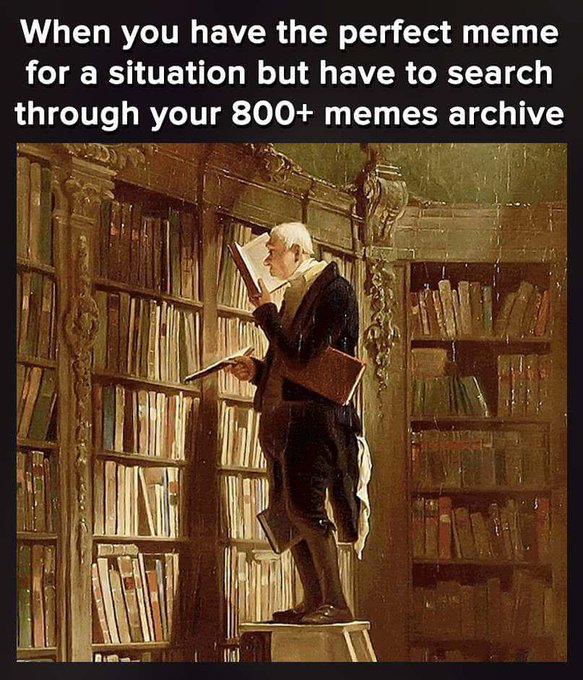 When you have the perfect meme
for a situation but have to search
through your 800+ memes archive